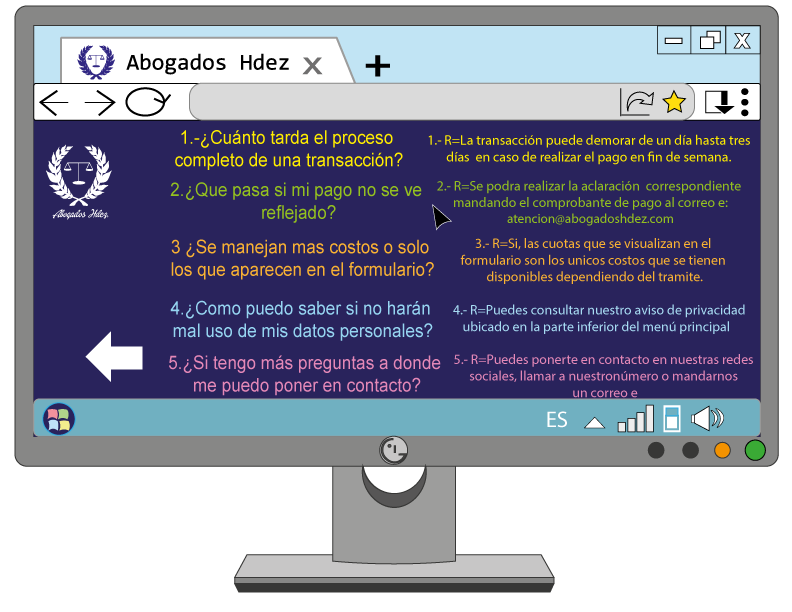 Abogados Hdez X
1.-¿Cuánto tarda el proceso
completo de una transacción?
1.- R=La transacción puede demorar de un día hasta tres
días en caso de realizar el pago en fin de semana.
Abogados Hdez
2.¿Que pasa si mi pago no se ve
reflejado?
2.- R=Se podra realizar la aclaración correspondiente
mandando el comprobante de pago al correo e:
atencion@abogadoshdez.com
3 ¿Se manejan mas costos o solo
los que aparecen en el formulario?
3.- R=Si, las cuotas que se visualizan en el
formulario son los unicos costos que se tienen
disponibles dependiendo del tramite.
4.¿Como puedo saber si no harán
mal uso de mis datos personales?
4.- R=Puedes consultar nuestro aviso de privacidad
ubicado en la parte inferior del menú principal
5.¿Si tengo más preguntas a donde
me puedo poner en contacto?
5.- R=Puedes ponerte en contacto en nuestras redes
sociales, llamar a nuestronúmero o mandarnos
un correo e
ES